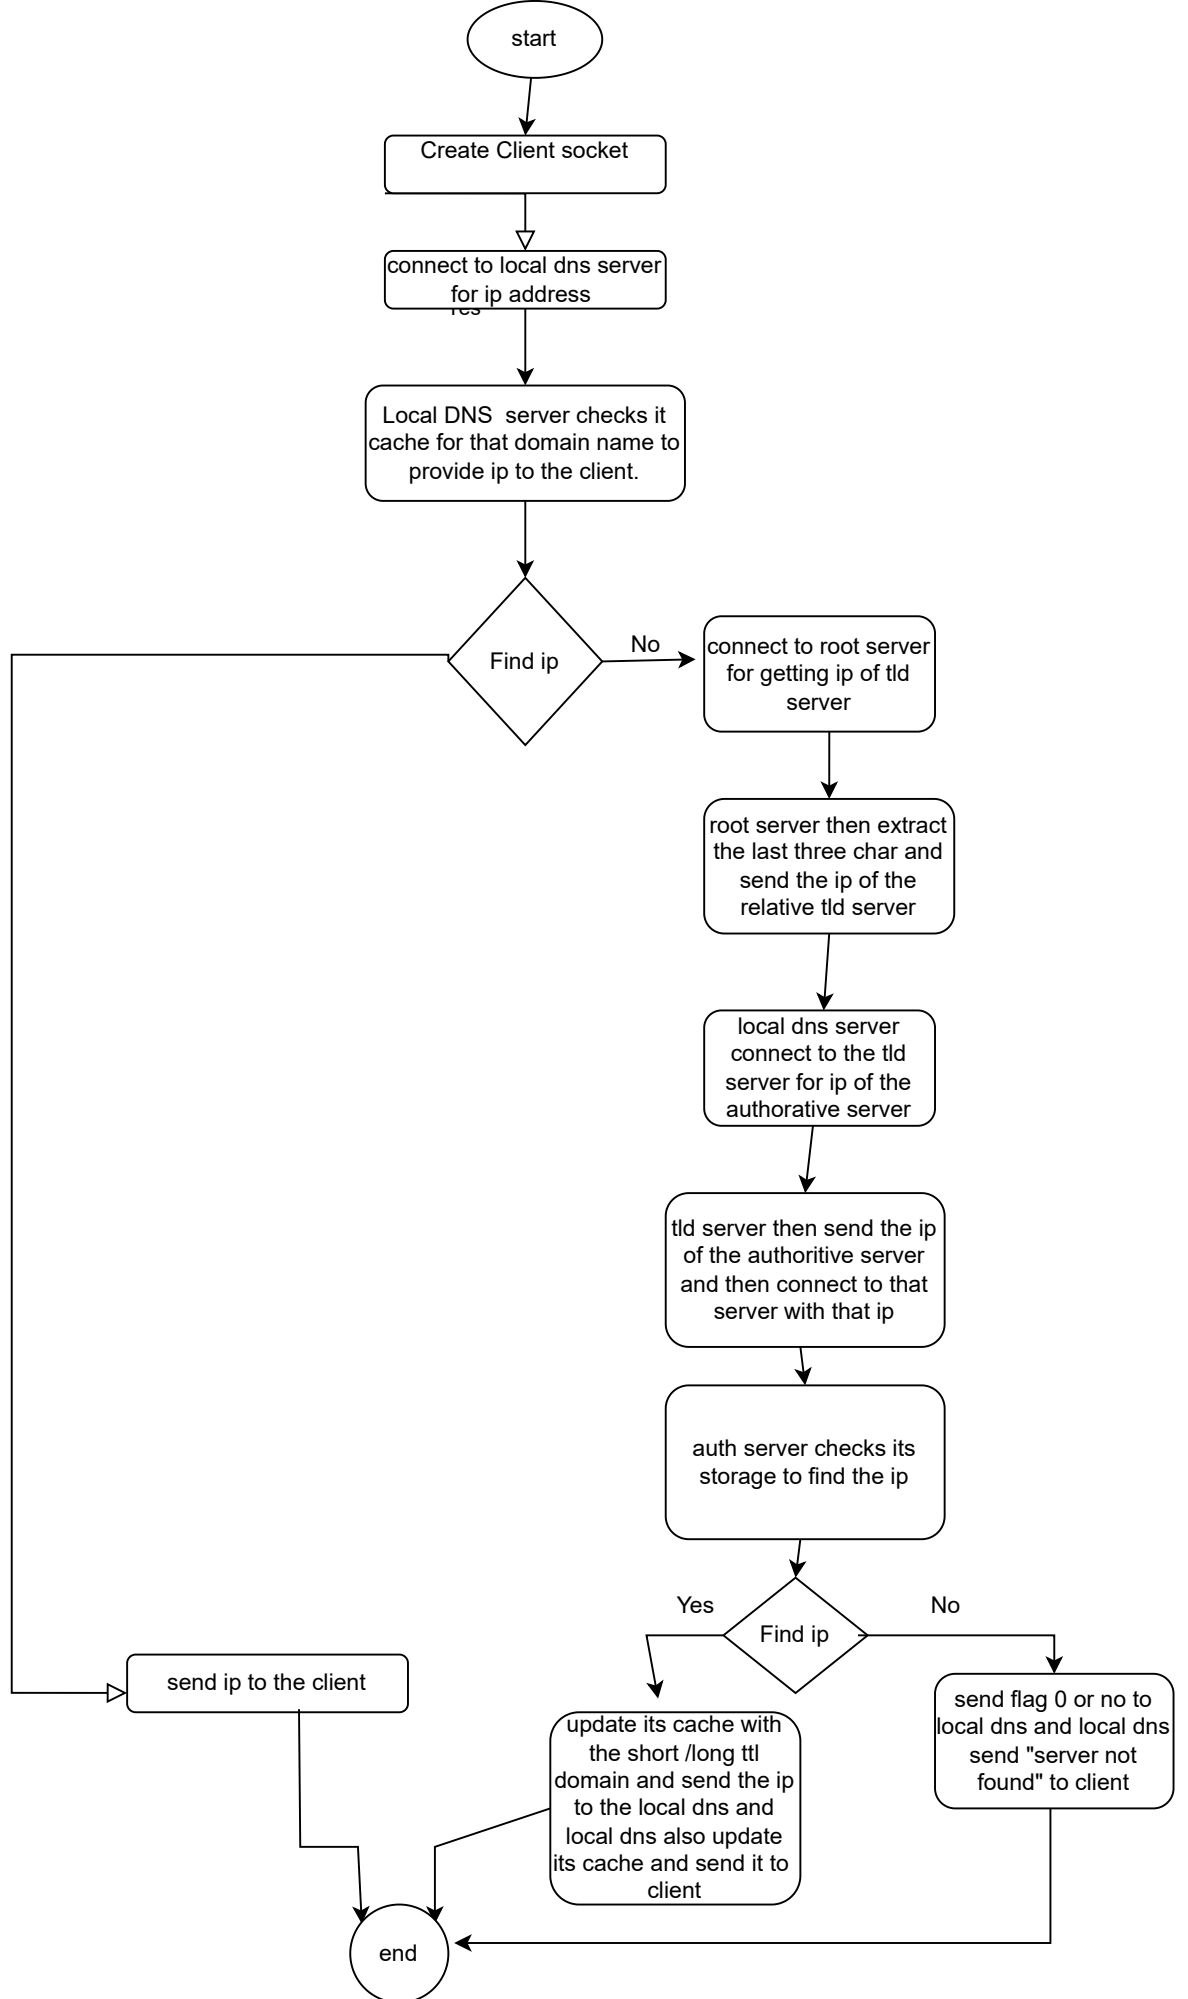 start
Create Client socket
connect to local dns server
for ip address
Yes
Local DNS  server checks it
cache for that domain name to
provide ip to the client.
Find ip
No
connect to root server
for getting ip of tld
server
root server then extract
the last three char and
send the ip of the
relative tld server
local dns server
connect to the tld
server for ip of the
authorative server
tld server then send the ip
of the authoritive server
and then connect to that
server with that ip
auth server checks its
storage to find the ip
Yes
Find ip
No
send ip to the client
update its cache with
the short /long ttl
domain and send the ip
to the local dns and
local dns also update
its cache and send it to
client
send flag 0 or no to
local dns and local dns
send "server not
found" to client
end